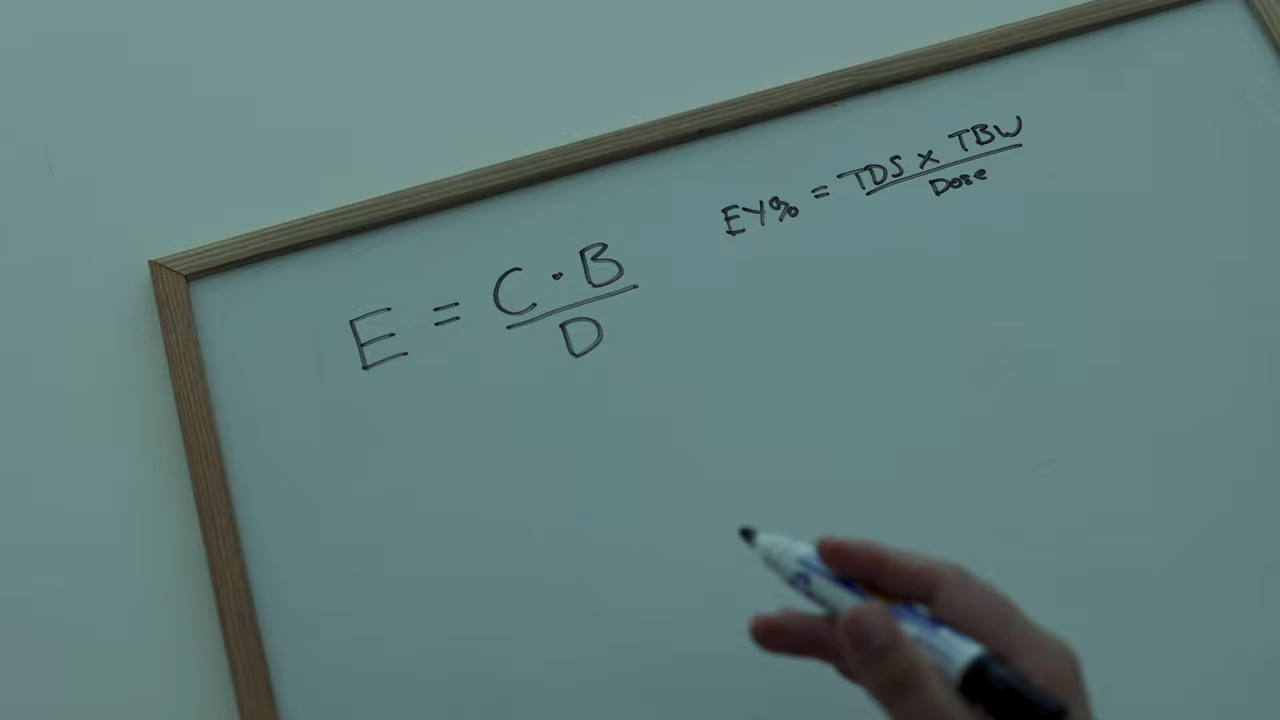 E = C · B / D
EY% = TDS x TBW / Dose